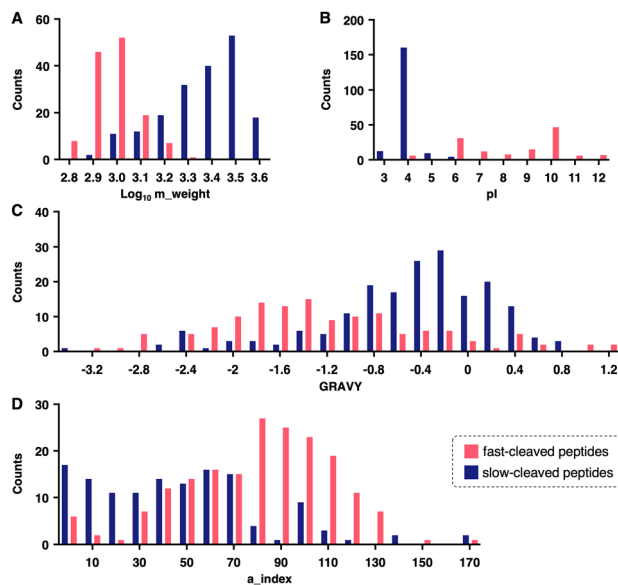 A
60
40
20
0
Counts
2.8 2.9 3.0 3.1 3.2 3.3 3.4 3.5 3.6
Log10 m_weight
B
200
150
100
50
0
Counts
3 4 5 6 7 8 9 10 11 12
pI
C
40
30
20
10
0
Counts
-3.2 -2.8 -2.4 -2 -1.6 -1.2 -0.8 -0.4 0 0.4 0.8 1.2
GRAVY
D
30
20
10
0
Counts
10 30 50 70 90 110 130 150 170
a_index
fast-cleaved peptides
slow-cleaved peptides